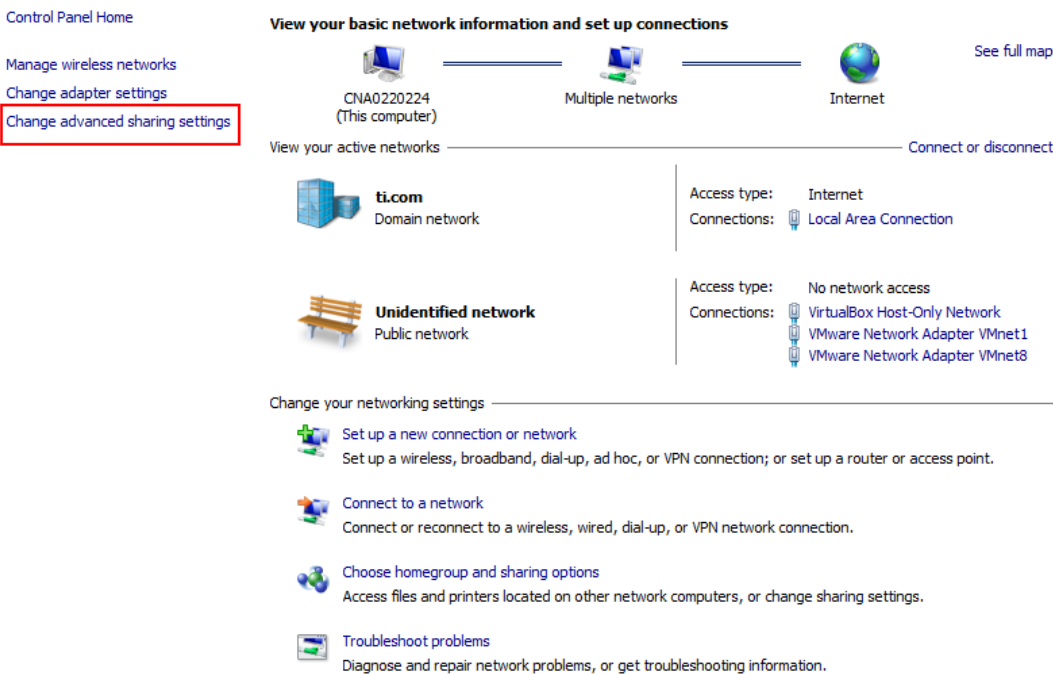 Control Panel Home
Manage wireless networks
Change adapter settings
Change advanced sharing settings
View your basic network information and set up connections
See full map
CNA0220224
(This computer)
Multiple networks
Internet
View your active networks
Connect or disconnect
ti.com
Domain network
Access type: Internet
Connections: Local Area Connection
Unidentified network
Public network
Access type: No network access
Connections: VirtualBox Host-Only Network
VMware Network Adapter VMnet1
VMware Network Adapter VMnet8
Change your networking settings
Set up a new connection or network
Set up a wireless, broadband, dial-up, ad hoc, or VPN connection; or set up a router or access point.
Connect to a network
Connect or reconnect to a wireless, wired, dial-up, or VPN network connection.
Choose homegroup and sharing options
Access files and printers located on other network computers, or change sharing settings.
Troubleshoot problems
Diagnose and repair network problems, or get troubleshooting information.